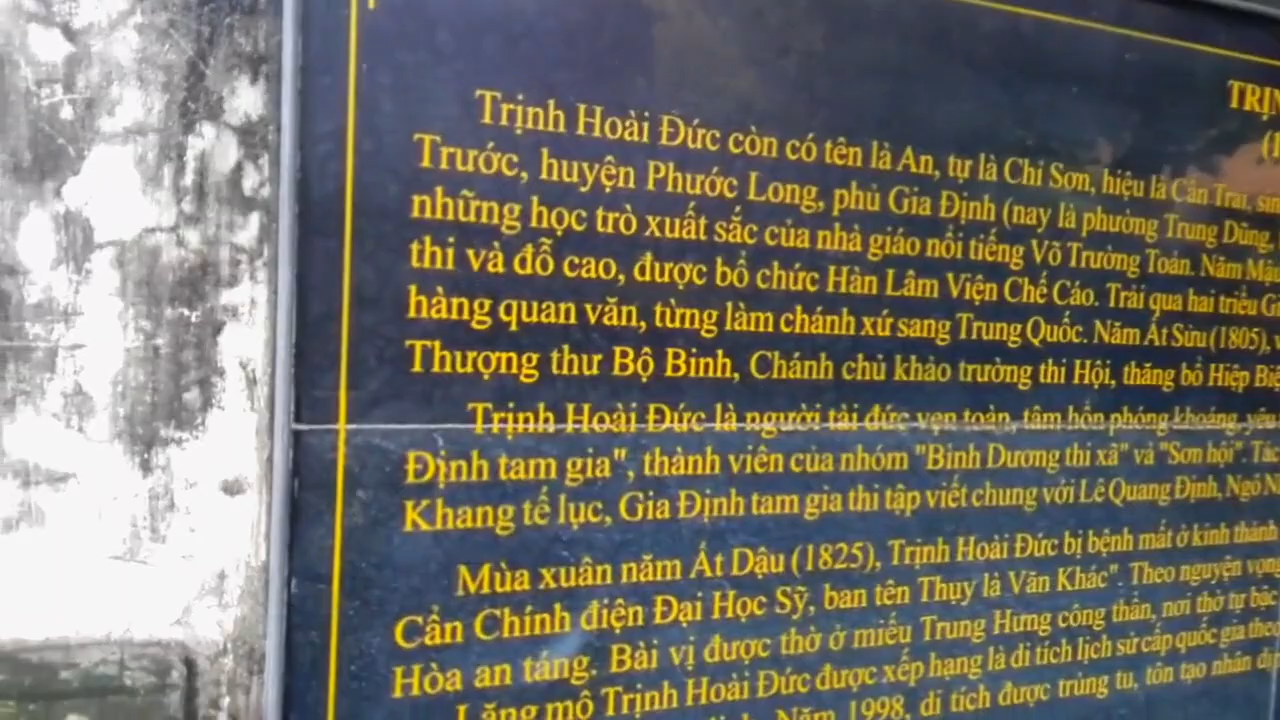 TRỊN
(1
Trịnh Hoài Đức còn có tên là An, tự là Chỉ Sơn, hiệu là Cấn Trai, sin
Trước, huyện Phước Long, phủ Gia Định (nay là phường Trung Dũng,
những học trò xuất sắc của nhà giáo nổi tiếng Võ Trường Toản. Năm Mậu
thi và đỗ cao, được bổ chức Hàn Lâm Viện Chế Cáo. Trải qua hai triều G
hàng quan văn, từng làm chánh xứ sang Trung Quốc. Năm Ất Sửu (1805),
Thượng thư Bộ Binh, Chánh chủ khảo trường thi Hội, thăng bổ Hiệp Biệ
Trịnh Hoài Đức là người tài đức vẹn toàn, tâm hồn phóng khoáng, yêu
Định tam gia", thành viên của nhóm "Bình Dương thi xã" và "Sơn hội". Tác
Khang tế lục, Gia Định tam gia thi tập viết chung với Lê Quang Định, Ngô N
Mùa xuân năm Ất Dậu (1825), Trịnh Hoài Đức bị bệnh mất ở kinh thành
Cẩn Chính điện Đại Học Sỹ, ban tên Thụy là Văn Khác". Theo nguyện vọng
Hòa an táng. Bài vị được thờ ở miếu Trung Hưng công thần, nơi thờ tự bậc
Lăng mộ Trịnh Hoài Đức được xếp hạng là di tích lịch sử cấp quốc gia theo
Năm 1998, di tích được trùng tu, tôn tạo nhân dịp